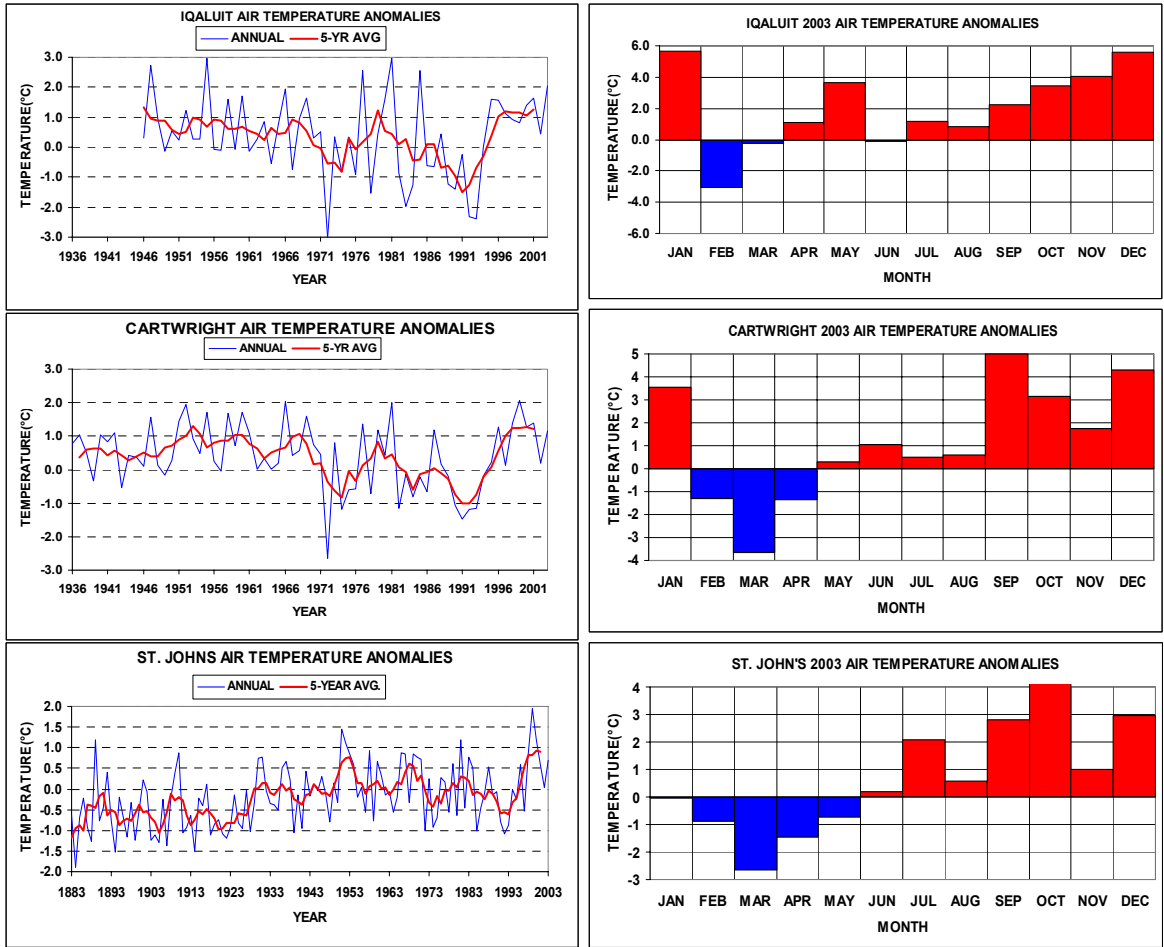 IQALUIT AIR TEMPERATURE ANOMALIES
ANNUAL 5-YR AVG
TEMPERATURE(°C)
3.0
2.0
1.0
0.0
-1.0
-2.0
-3.0
1936 1941 1946 1951 1956 1961 1966 1971 1976 1981 1986 1991 1996 2001
YEAR
IQALUIT 2003 AIR TEMPERATURE ANOMALIES
TEMPERATURE(°C)
6.0
4.0
2.0
0.0
-2.0
-4.0
-6.0
JAN FEB MAR APR MAY JUN JUL AUG SEP OCT NOV DEC
MONTH
CARTWRIGHT AIR TEMPERATURE ANOMALIES
ANNUAL 5-YR AVG
TEMPERATURE(°C)
3.0
2.0
1.0
0.0
-1.0
-2.0
-3.0
1936 1941 1946 1951 1956 1961 1966 1971 1976 1981 1986 1991 1996 2001
YEAR
CARTWRIGHT 2003 AIR TEMPERATURE ANOMALIES
TEMPERATURE(°C)
5
4
3
2
1
0
-1
-2
-3
-4
JAN FEB MAR APR MAY JUN JUL AUG SEP OCT NOV DEC
MONTH
ST. JOHNS AIR TEMPERATURE ANOMALIES
ANNUAL 5-YEAR AVG.
TEMPERATURE(°C)
2.0
1.5
1.0
0.5
0.0
-0.5
-1.0
-1.5
-2.0
1883 1893 1903 1913 1923 1933 1943 1953 1963 1973 1983 1993 2003
YEAR
ST. JOHN'S 2003 AIR TEMPERATURE ANOMALIES
TEMPERATURE(°C)
4
3
2
1
0
-1
-2
-3
JAN FEB MAR APR MAY JUN JUL AUG SEP OCT NOV DEC
MONTH